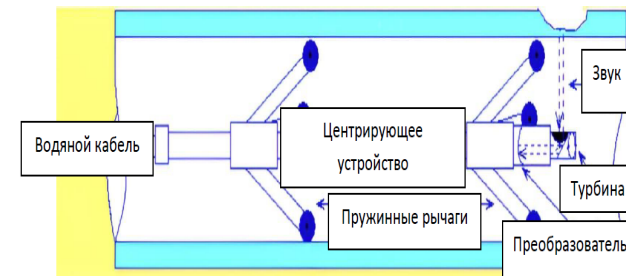 Звук
Водяной кабель
Центрирующее
устройство
Турбина
Пружинные рычаги
Преобразователь